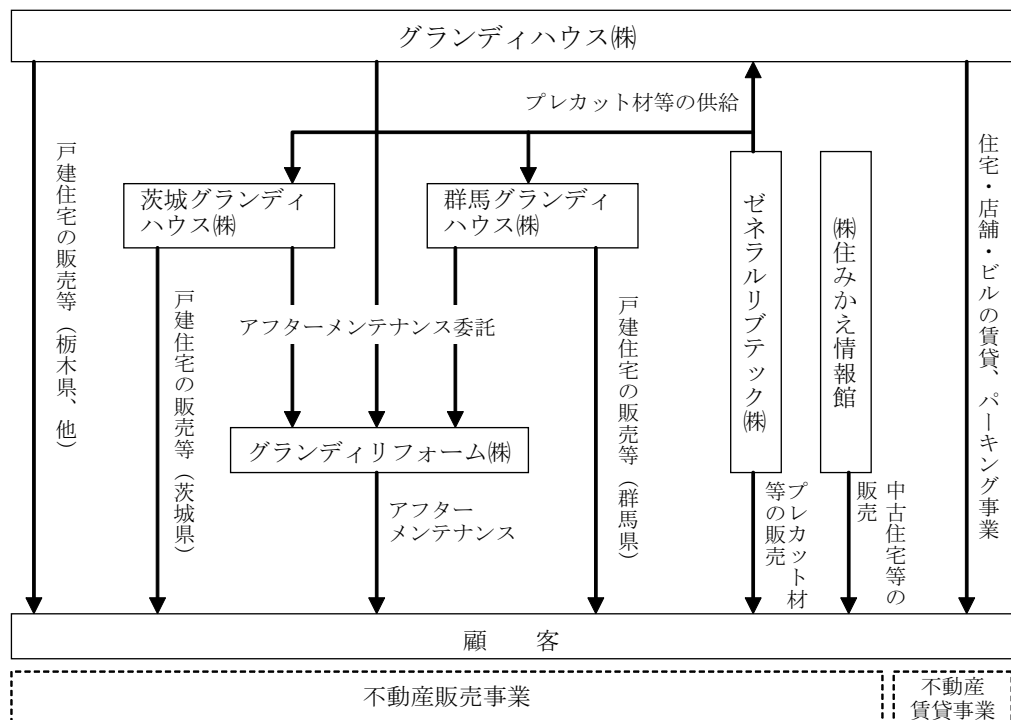 グランディハウス㈱
プレカット材等の供給
戸建住宅の販売等（栃木県、他）
茨城グランディ
ハウス㈱
群馬グランディ
ハウス㈱
ゼネラルリブテック㈱
㈱住みかえ情報館
住宅・店舗・ビルの賃貸、パーキング事業
戸建住宅の販売等（茨城県）
アフターメンテナンス委託
戸建住宅の販売等（群馬県）
グランディリフォーム㈱
アフター
メンテナンス
プレカット材
等の販売
中古住宅等の
販売
顧　客
不動産販売事業
不動産
賃貸事業